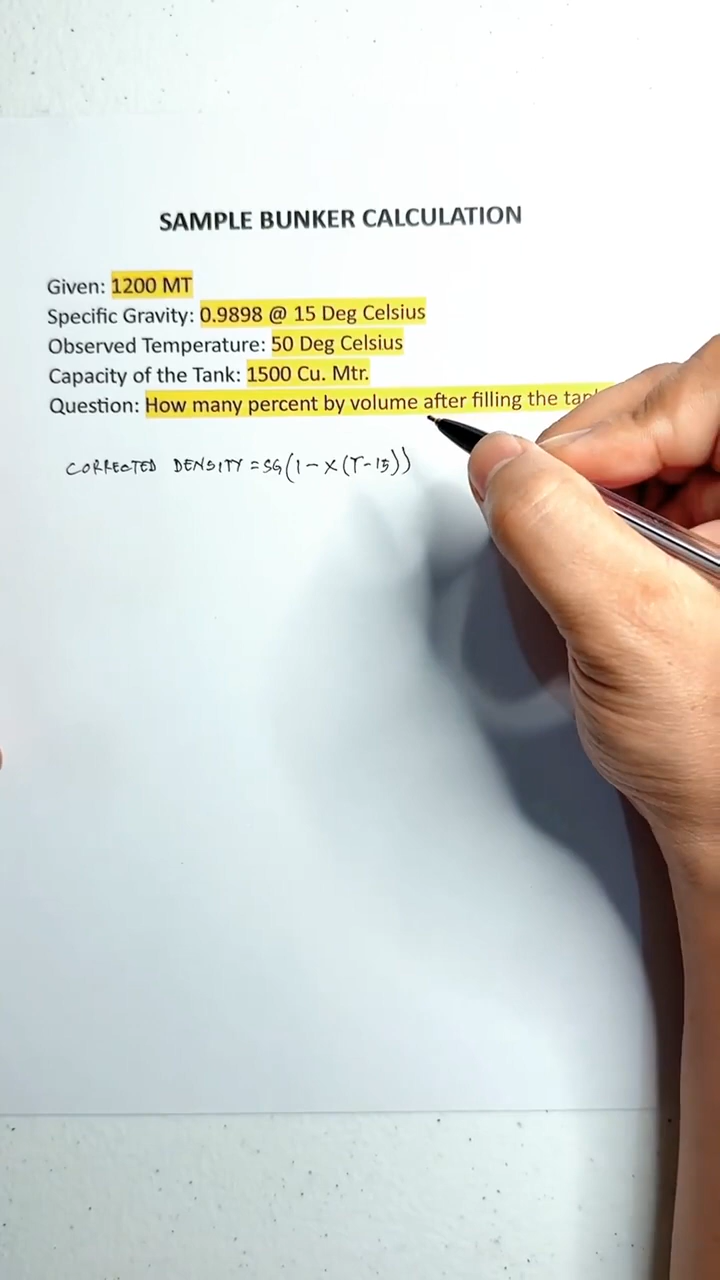 SAMPLE BUNKER CALCULATION
Given: 1200 MT
Specific Gravity: 0.9898 @ 15 Deg Celsius
Observed Temperature: 50 Deg Celsius
Capacity of the Tank: 1500 Cu. Mtr.
Question: How many percent by volume after filling the
CORRECTED DENSITY = SG(1-X(T-15))